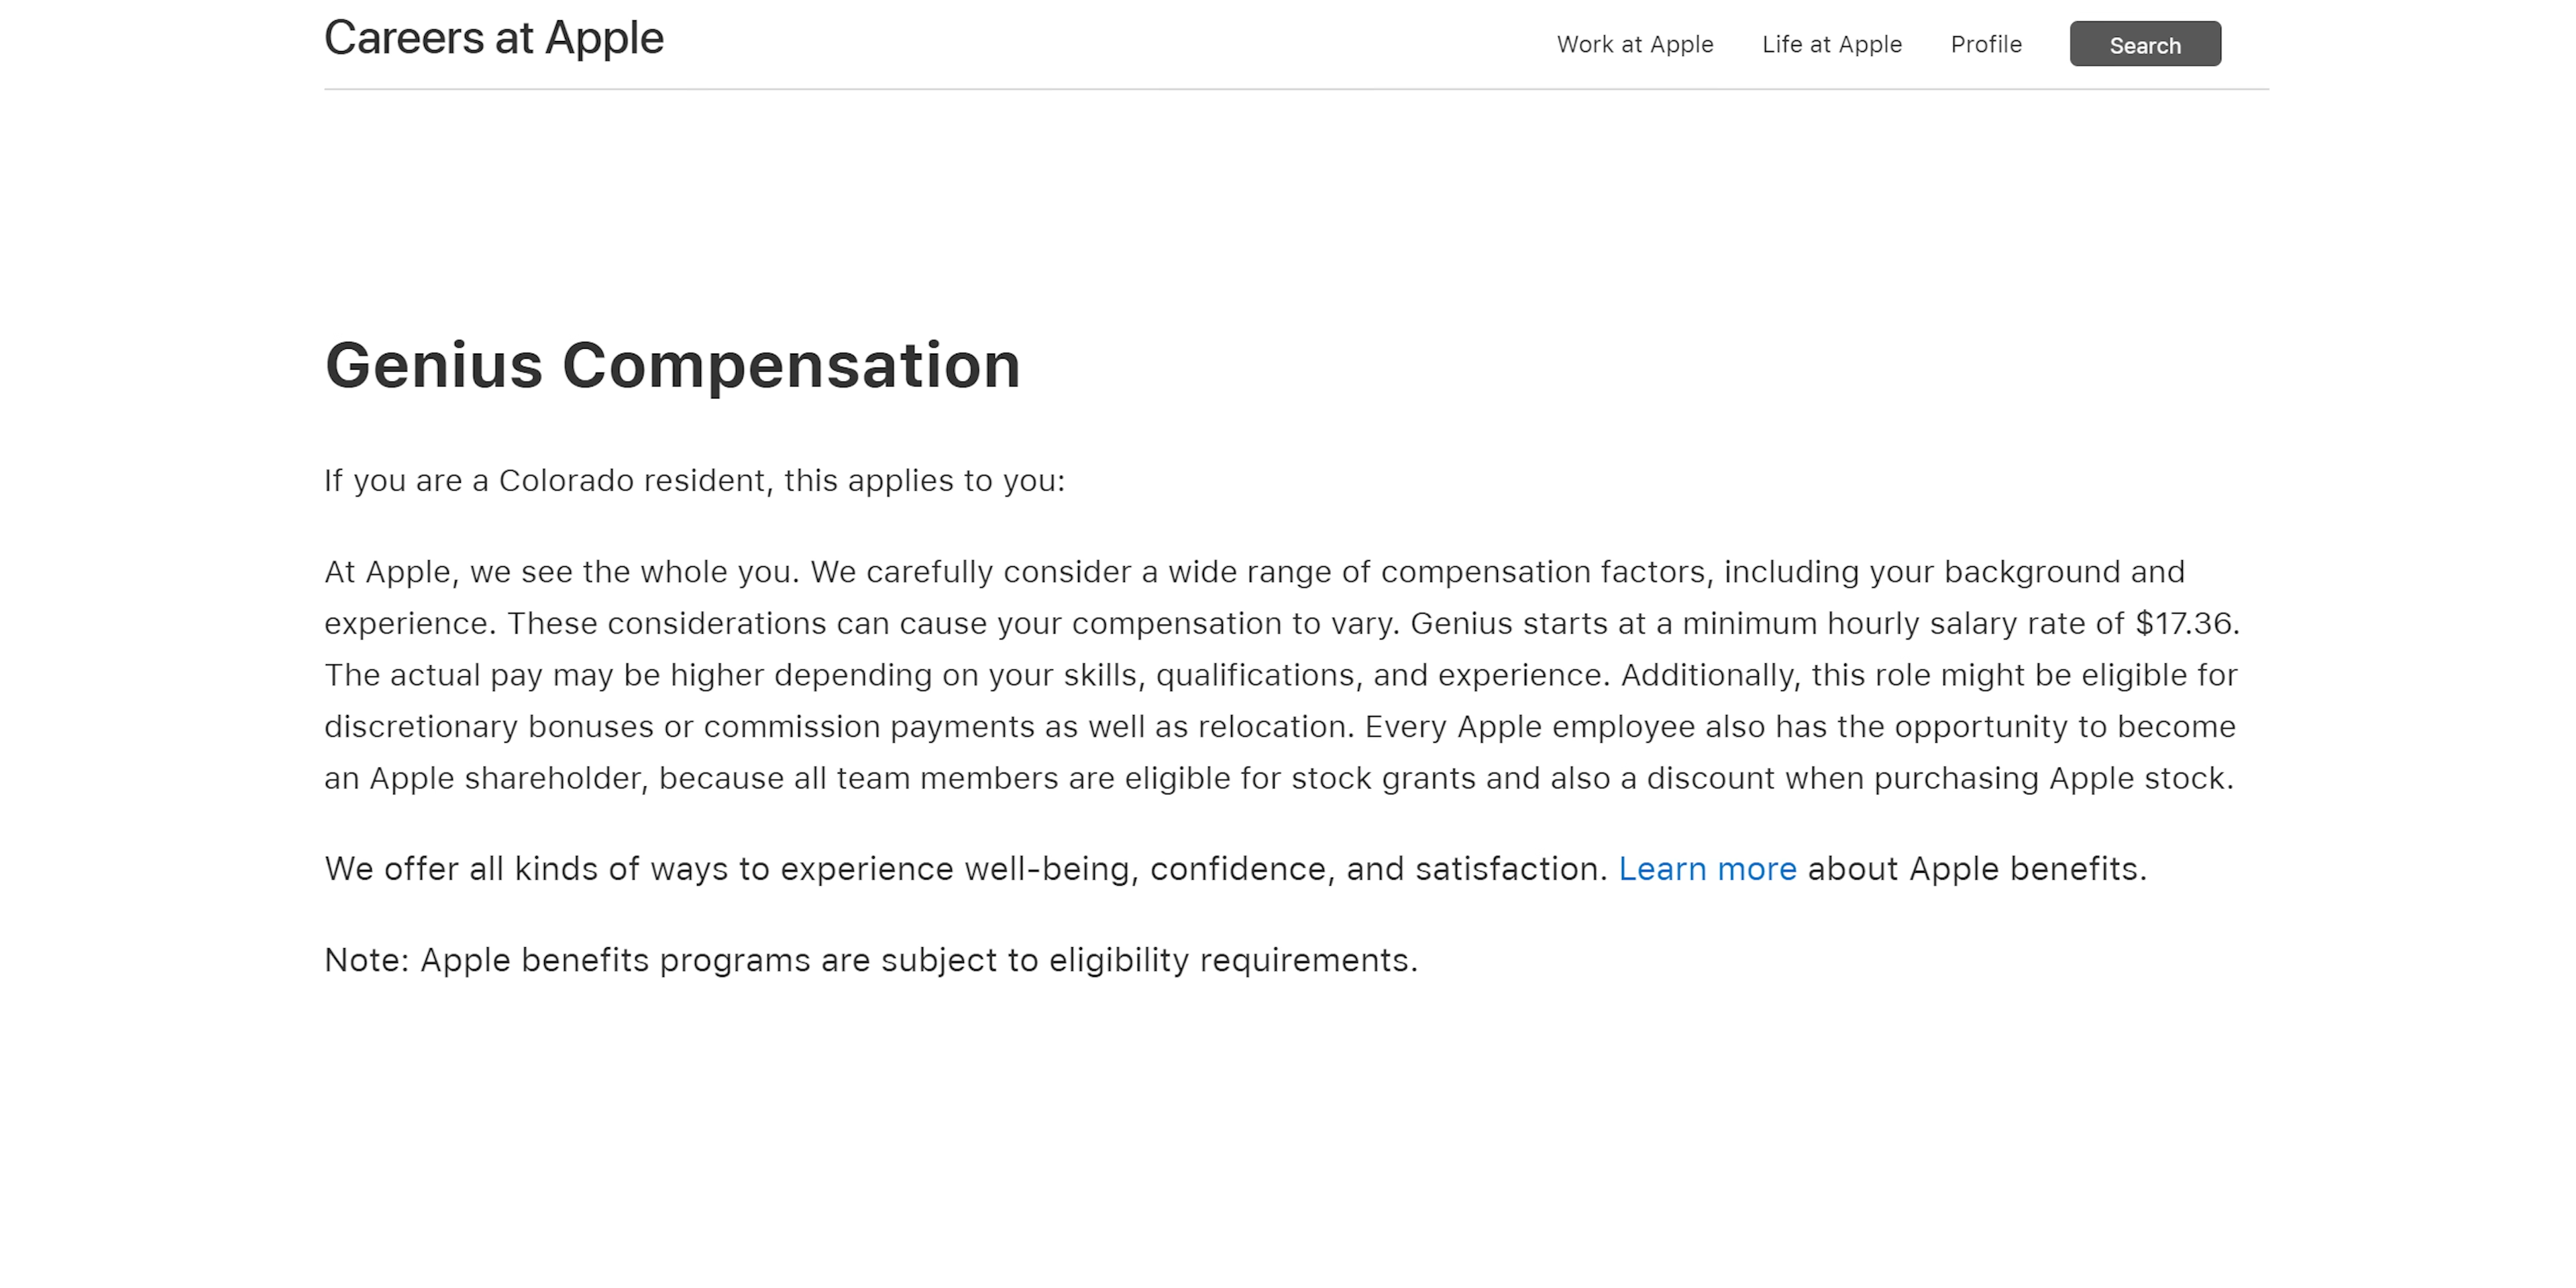 Careers at Apple
Work at Apple
Life at Apple
Profile
Search
Genius Compensation
If you are a Colorado resident, this applies to you:
At Apple, we see the whole you. We carefully consider a wide range of compensation factors, including your background and
experience. These considerations can cause your compensation to vary. Genius starts at a minimum hourly salary rate of $17.36.
The actual pay may be higher depending on your skills, qualifications, and experience. Additionally, this role might be eligible for
discretionary bonuses or commission payments as well as relocation. Every Apple employee also has the opportunity to become
an Apple shareholder, because all team members are eligible for stock grants and also a discount when purchasing Apple stock.
We offer all kinds of ways to experience well-being, confidence, and satisfaction. Learn more about Apple benefits.
Note: Apple benefits programs are subject to eligibility requirements.